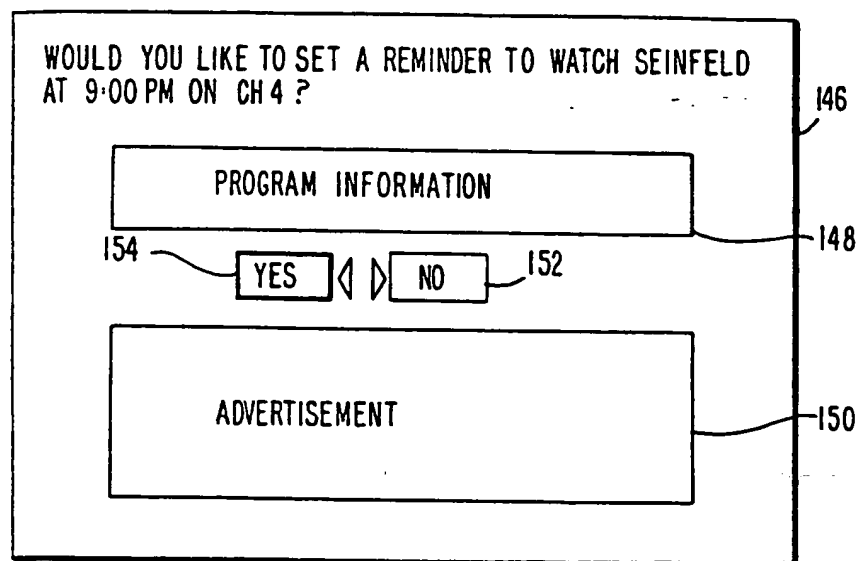 WOULD YOU LIKE TO SET A REMINDER TO WATCH SEINFELD
AT 9:00 PM ON CH 4 ?
146
PROGRAM INFORMATION
148
154
YES
NO
152
ADVERTISEMENT
150